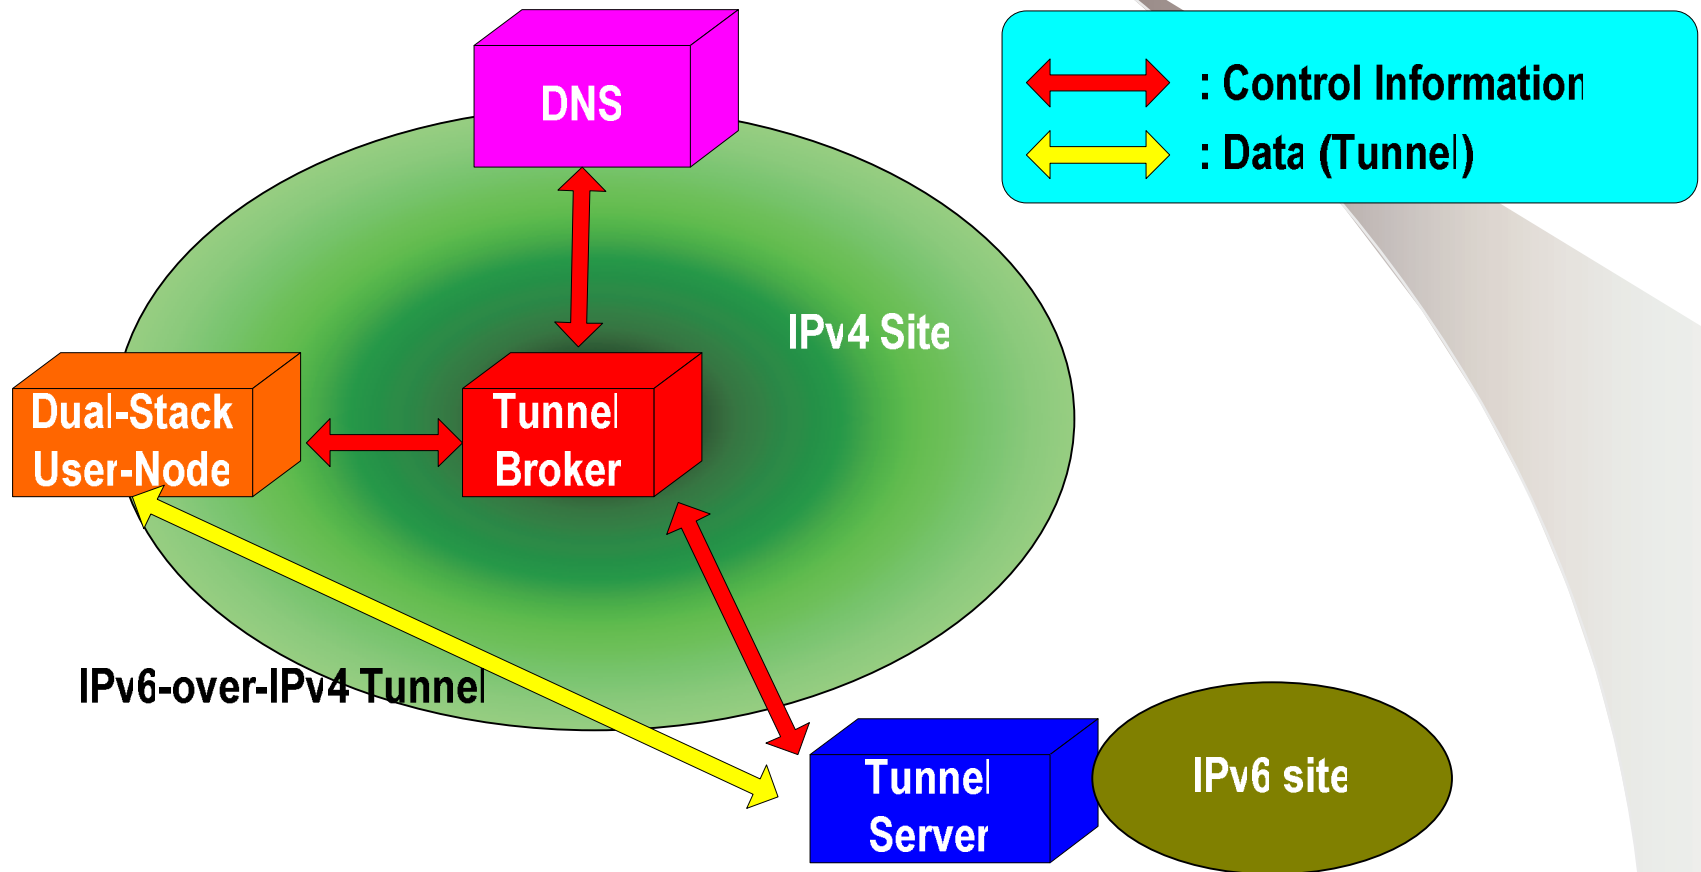 DNS
: Control Information
: Data (Tunnel)
IPv4 Site
Dual-Stack
User-Node
Tunnel
Broker
IPv6-over-IPv4 Tunnel
Tunnel
Server
IPv6 site